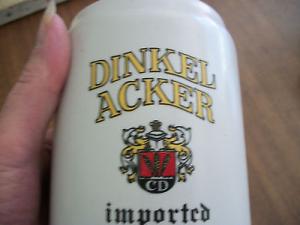 DINKEL
ACKER
CD
imported